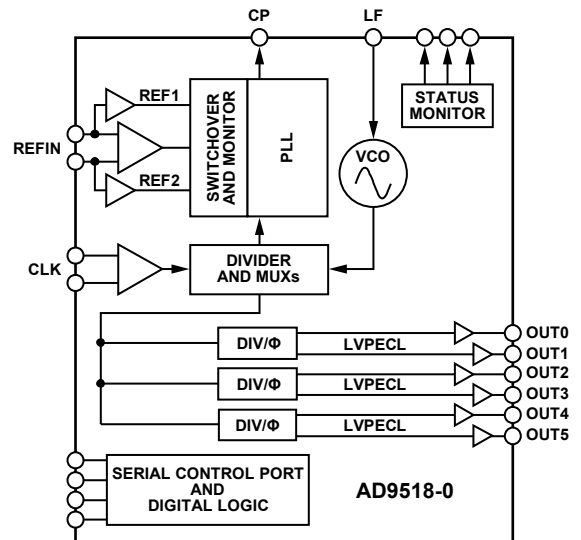 CP
LF
REF1
REFIN
REF2
SWITCHOVER
AND MONITOR
PLL
STATUS
MONITOR
VCO
CLK
DIVIDER
AND MUXs
DIV/Φ
LVPECL
OUT0
OUT1
DIV/Φ
LVPECL
OUT2
OUT3
DIV/Φ
LVPECL
OUT4
OUT5
SERIAL CONTROL PORT
AND
DIGITAL LOGIC
AD9518-0